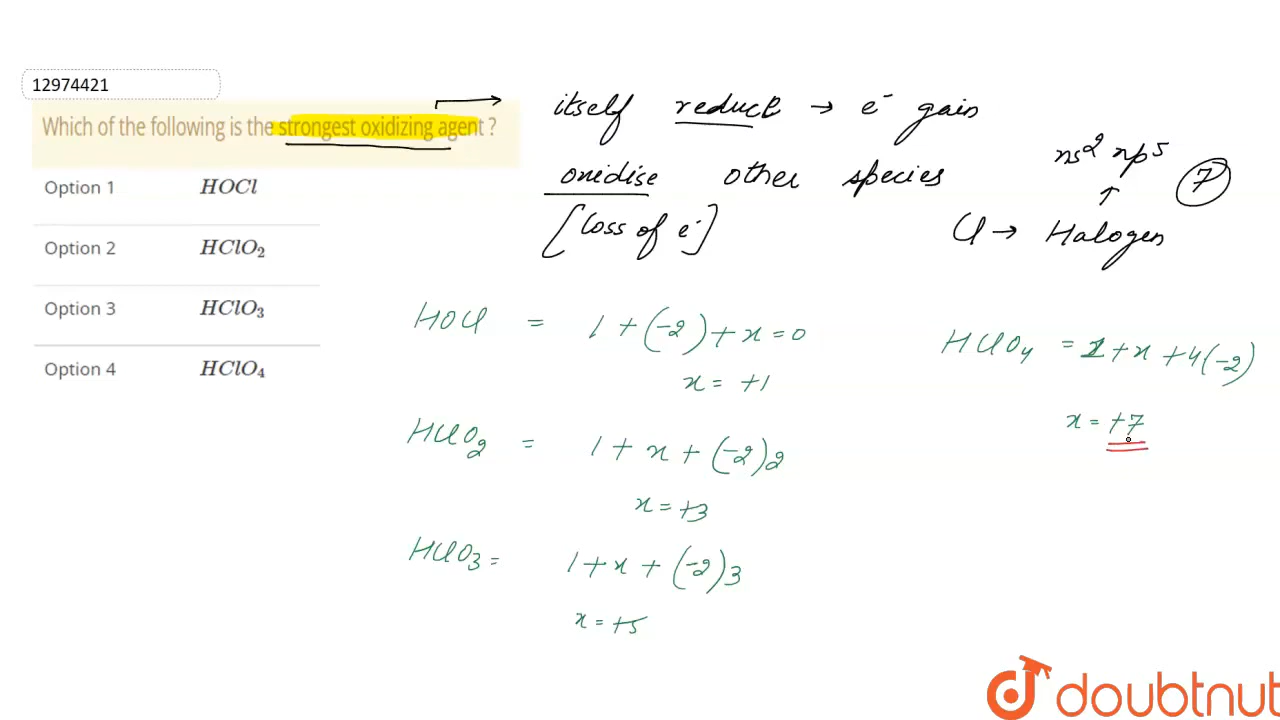 12974421
Which of the following is the strongest oxidizing agent ?
Option 1 HOCl
Option 2 HClO₂
Option 3 HClO₃
Option 4 HClO₄
itself reduce → e⁻ gain
oxidise other species
[loss of e⁻]
ns² np⁵
↑
7
Cl → Halogen
HOCl = 1 + (-2) + x = 0
x = +1
HClO₂ = 1 + x + (-2)2
x = +3
HClO₃ = 1 + x + (-2)3
x = +5
HClO₄ = 1 + x + 4(-2)
x = +7
doubtnut